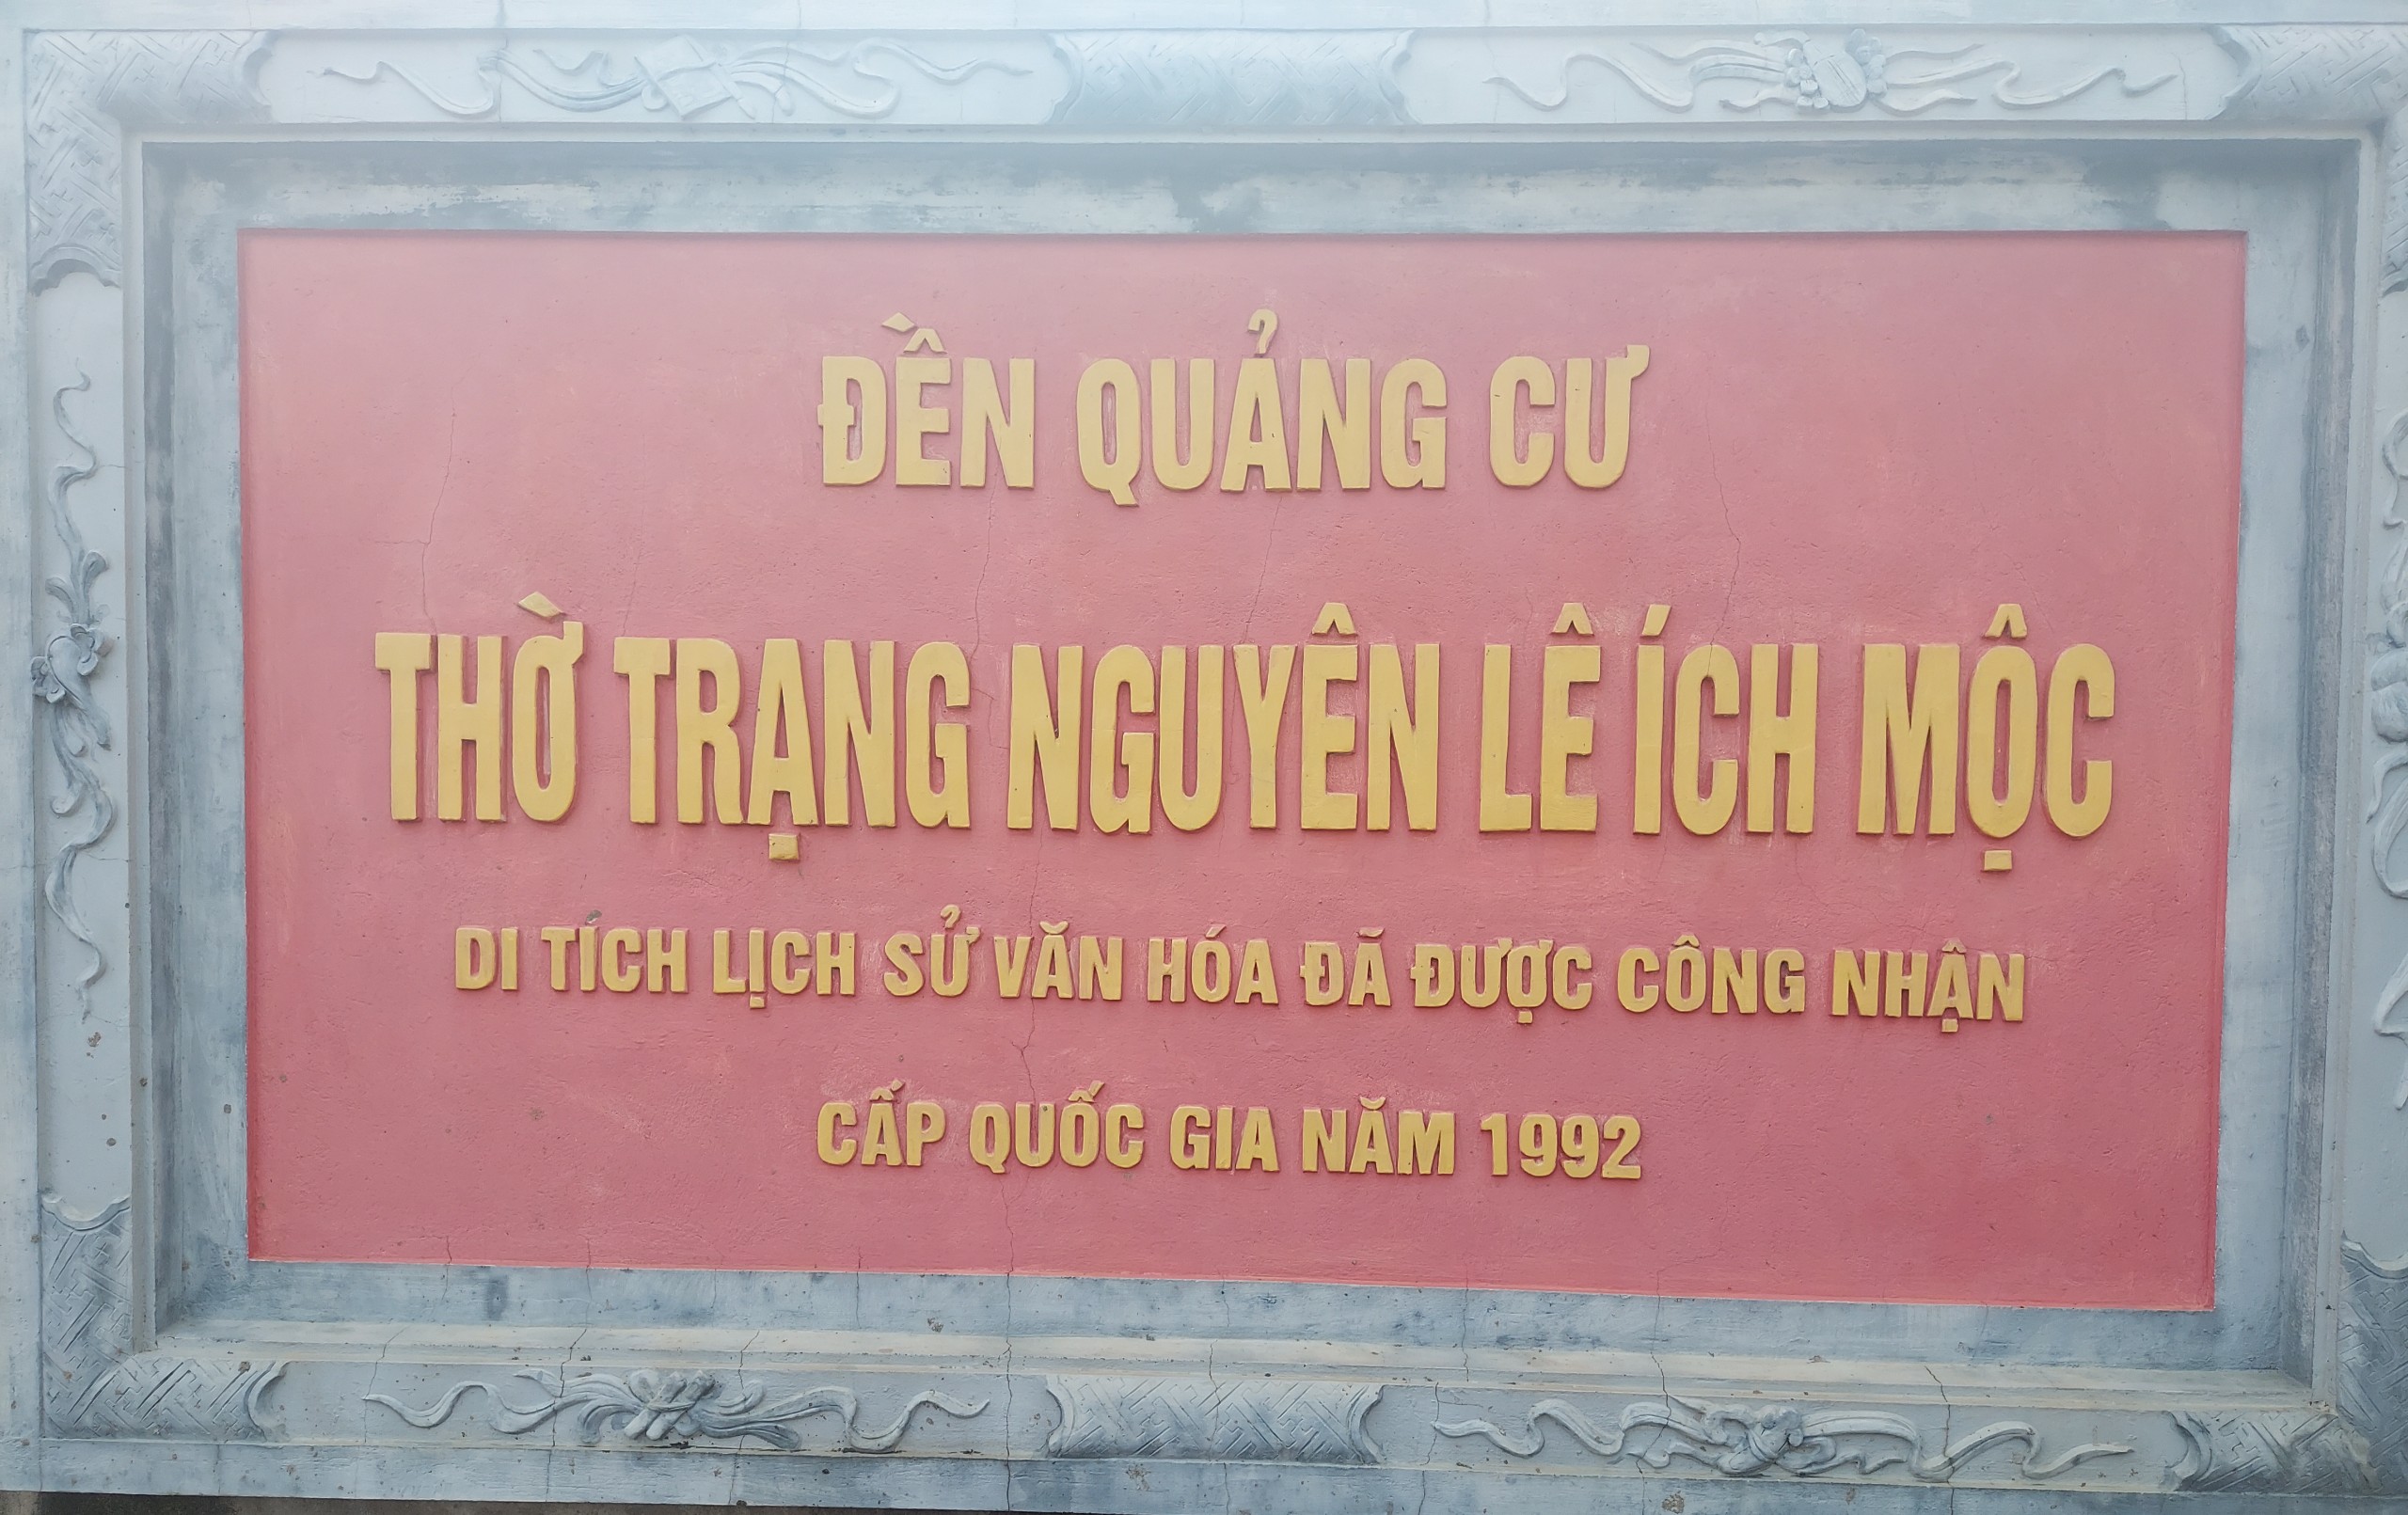 ĐỀN QUẢNG CƯ
THỜ TRẠNG NGUYÊN LÊ ÍCH MỘC
DI TÍCH LỊCH SỬ VĂN HÓA ĐÃ ĐƯỢC CÔNG NHẬN
CẤP QUỐC GIA NĂM 1992